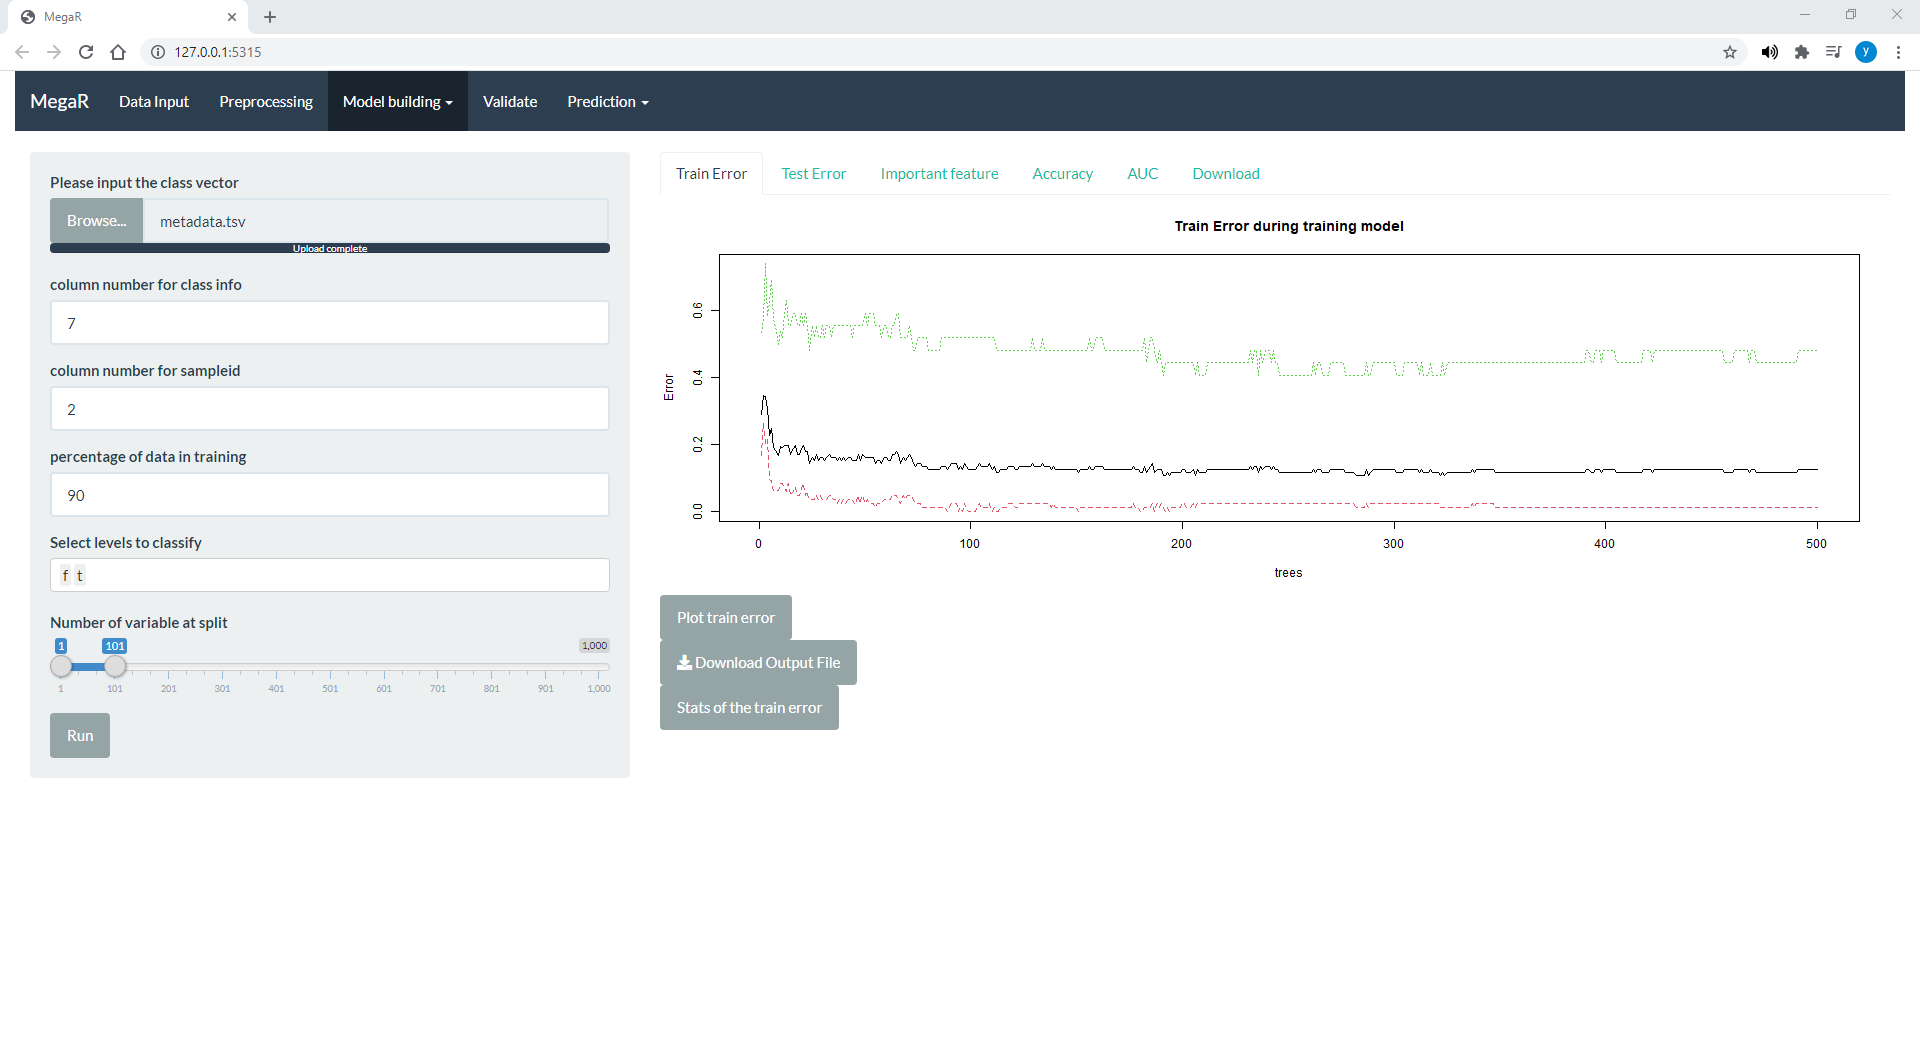 MegaR
127.0.0.1:5315
y
MegaR Data Input Preprocessing Model building Validate Prediction
Please input the class vector
Browse... metadata.tsv
Upload complete
column number for class info
7
column number for sampleid
2
percentage of data in training
90
Select levels to classify
f t
Number of variable at split
1 101 1,000
1 101 201 301 401 501 601 701 801 901 1,000
Run
Train Error Test Error Important feature Accuracy AUC Download
Train Error during training model
Error
0.6
0.4
0.2
0.0
0 100 200 300 400 500
trees
Plot train error
Download Output File
Stats of the train error